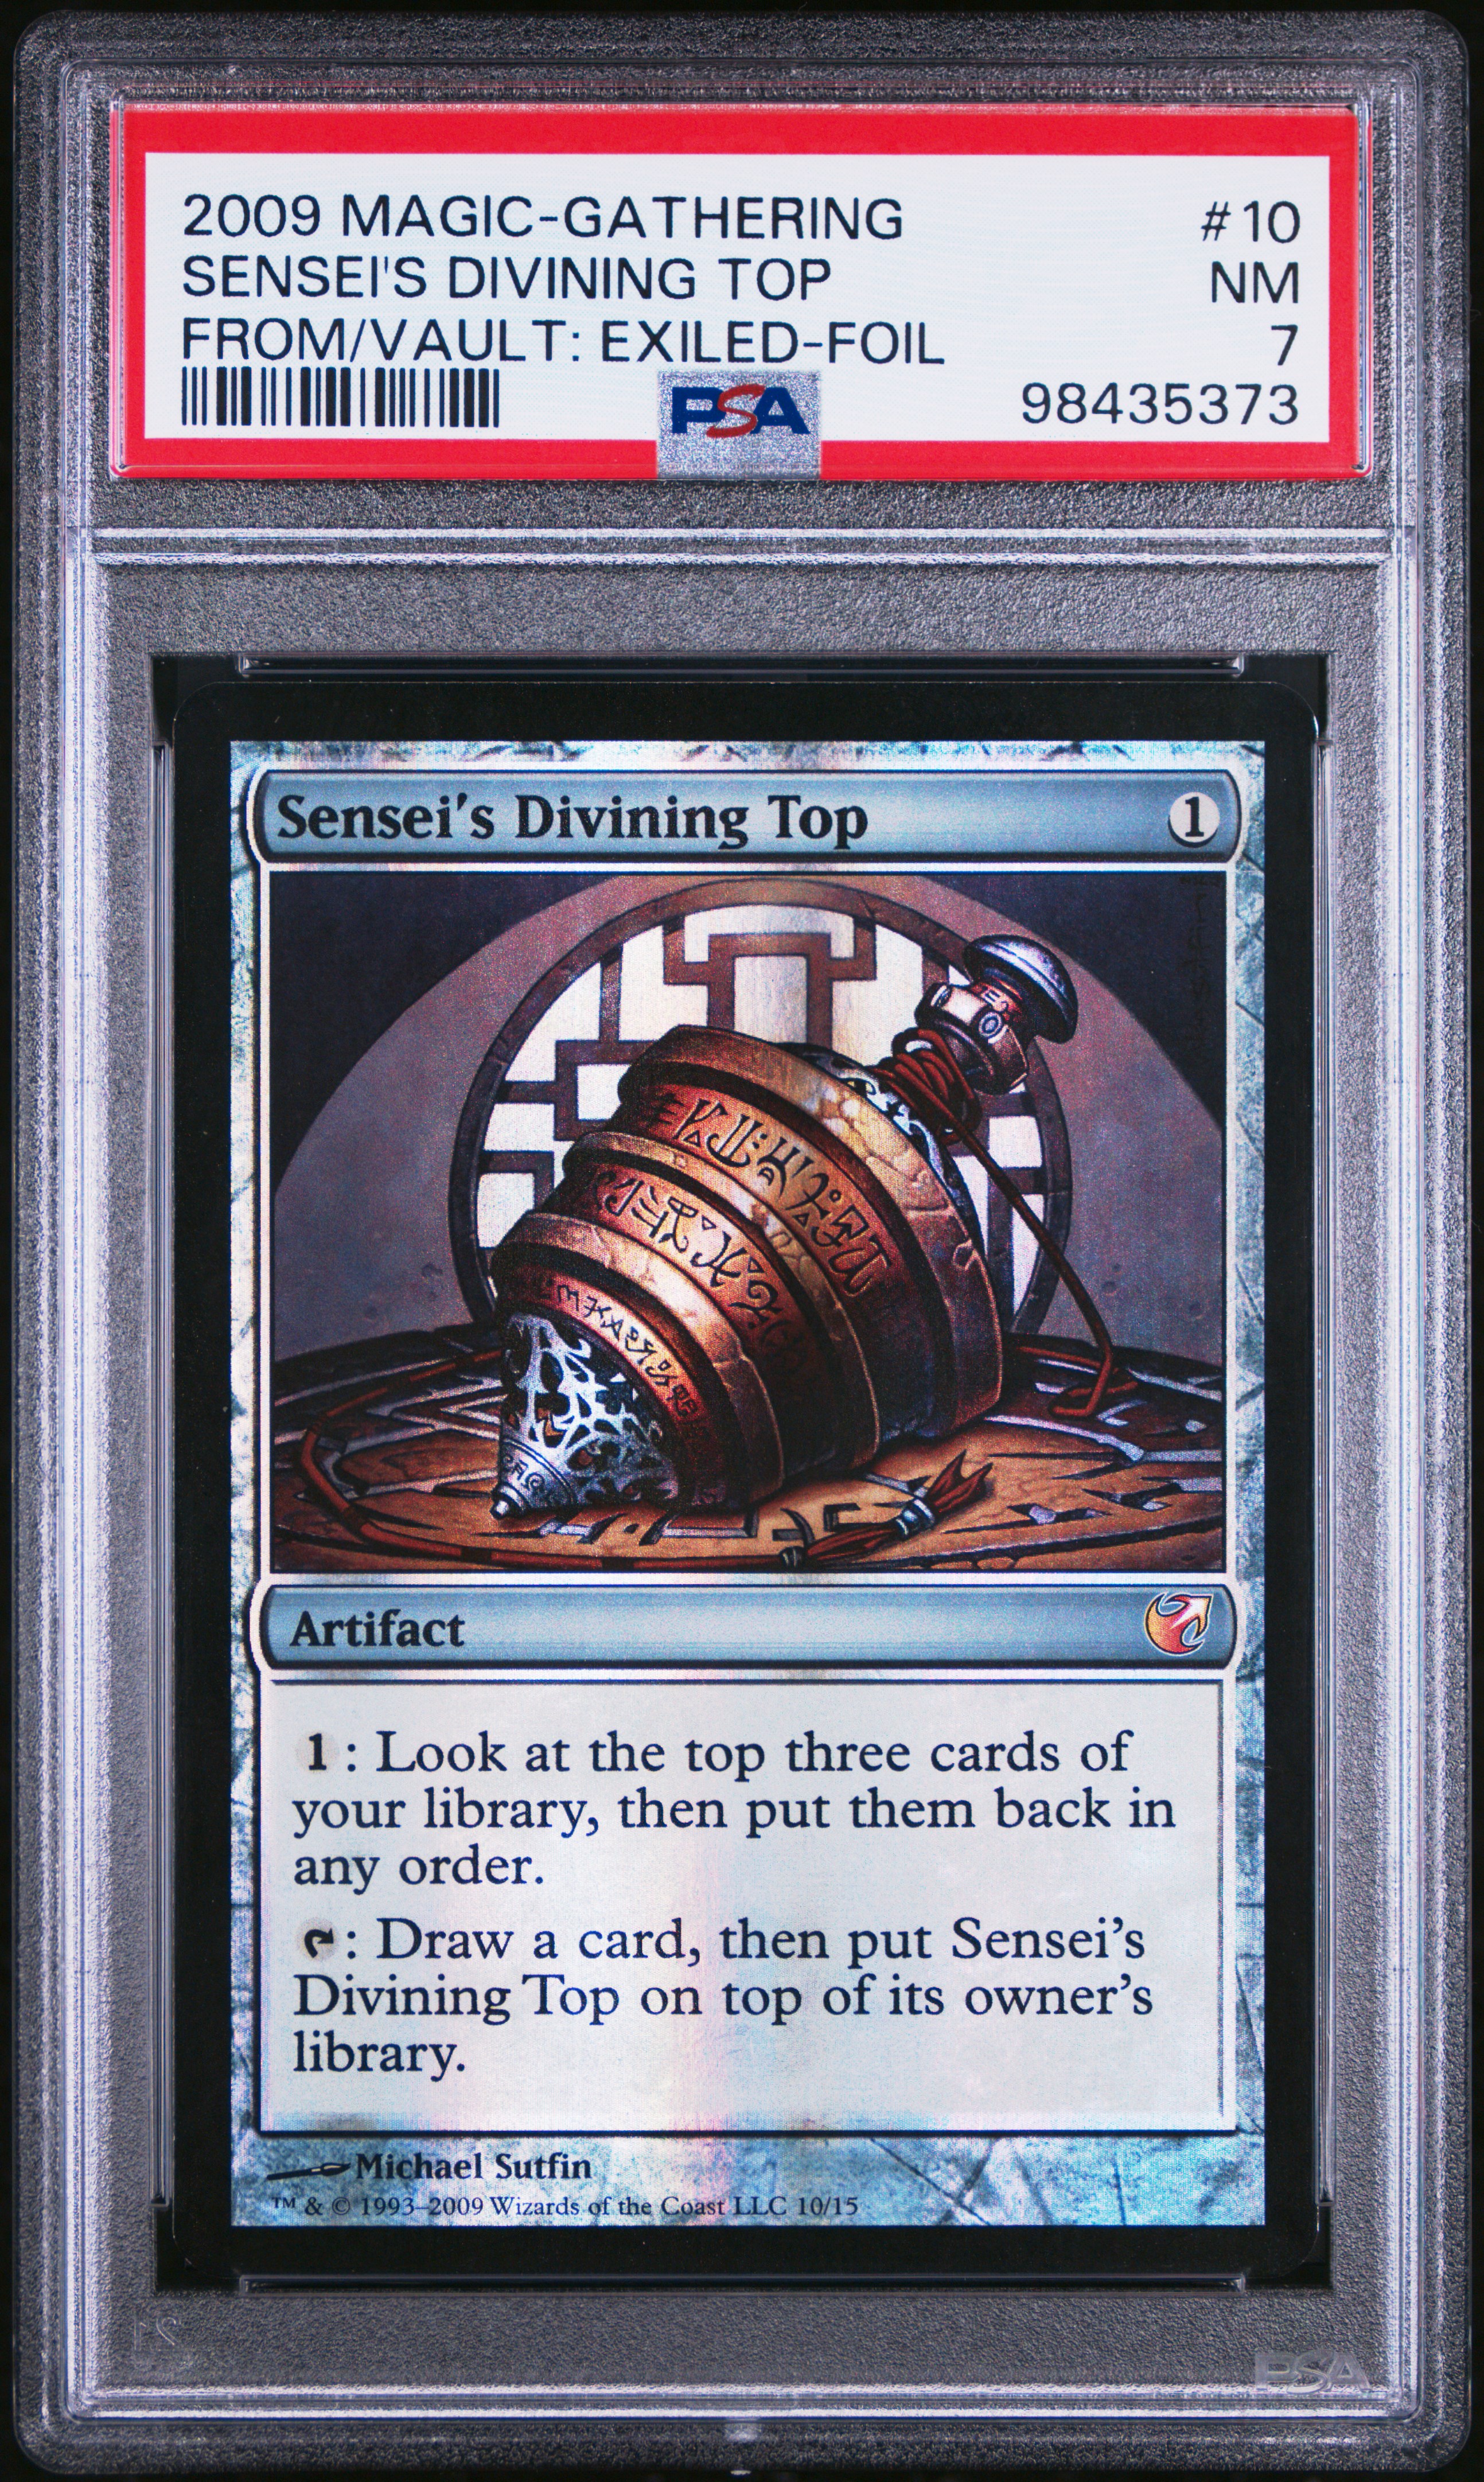 2009 MAGIC-GATHERING #10
SENSEI'S DIVINING TOP NM
FROM/VAULT: EXILED-FOIL 7
PSA 98435373
Sensei's Divining Top 1
Artifact
1: Look at the top three cards of
your library, then put them back in
any order.
: Draw a card, then put Sensei's
Divining Top on top of its owner's
library.
Michael Sutfin
™ & © 1993–2009 Wizards of the Coast LLC 10/15
PSA